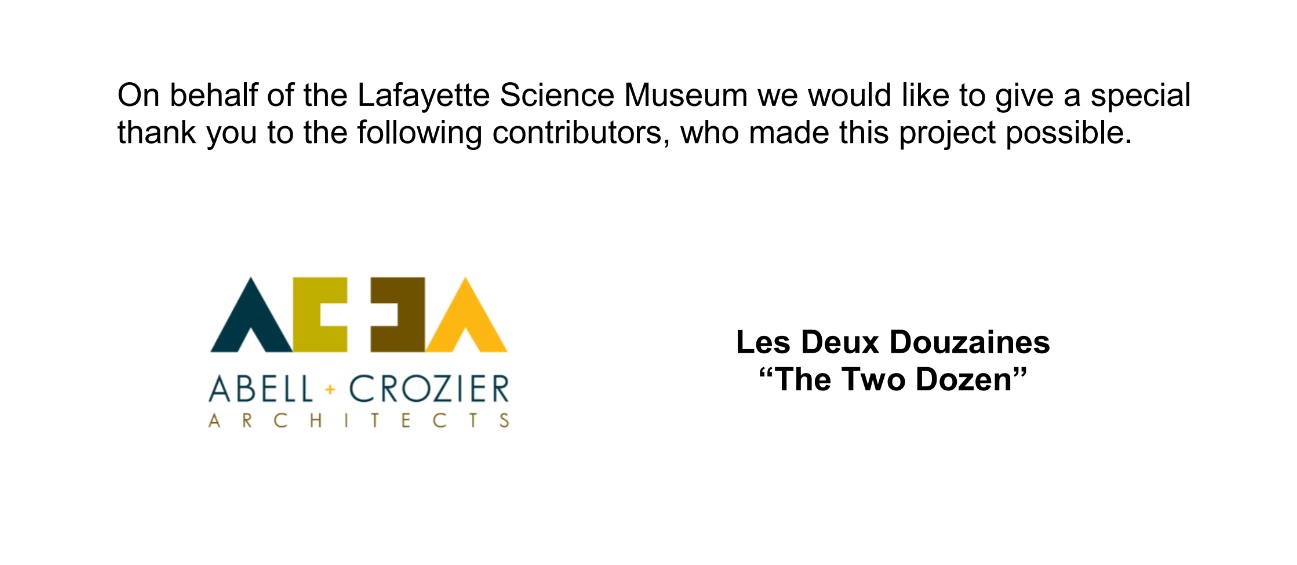 On behalf of the Lafayette Science Museum we would like to give a special
thank you to the following contributors, who made this project possible.
ABELL + CROZIER
ARCHITECTS
Les Deux Douzaines
“The Two Dozen”